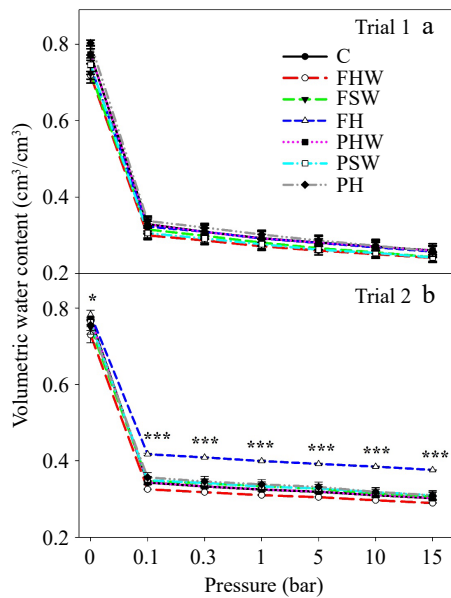 Trial 1 a
C
FHW
FSW
FH
PHW
PSW
PH
0.8
0.6
0.4
0.2
Trial 2 b
*
*** *** *** *** *** ***
0.8
0.6
0.4
0.2
0 0.1 0.3 1 5 10 15
Pressure (bar)
Volumetric water content (cm³/cm³)